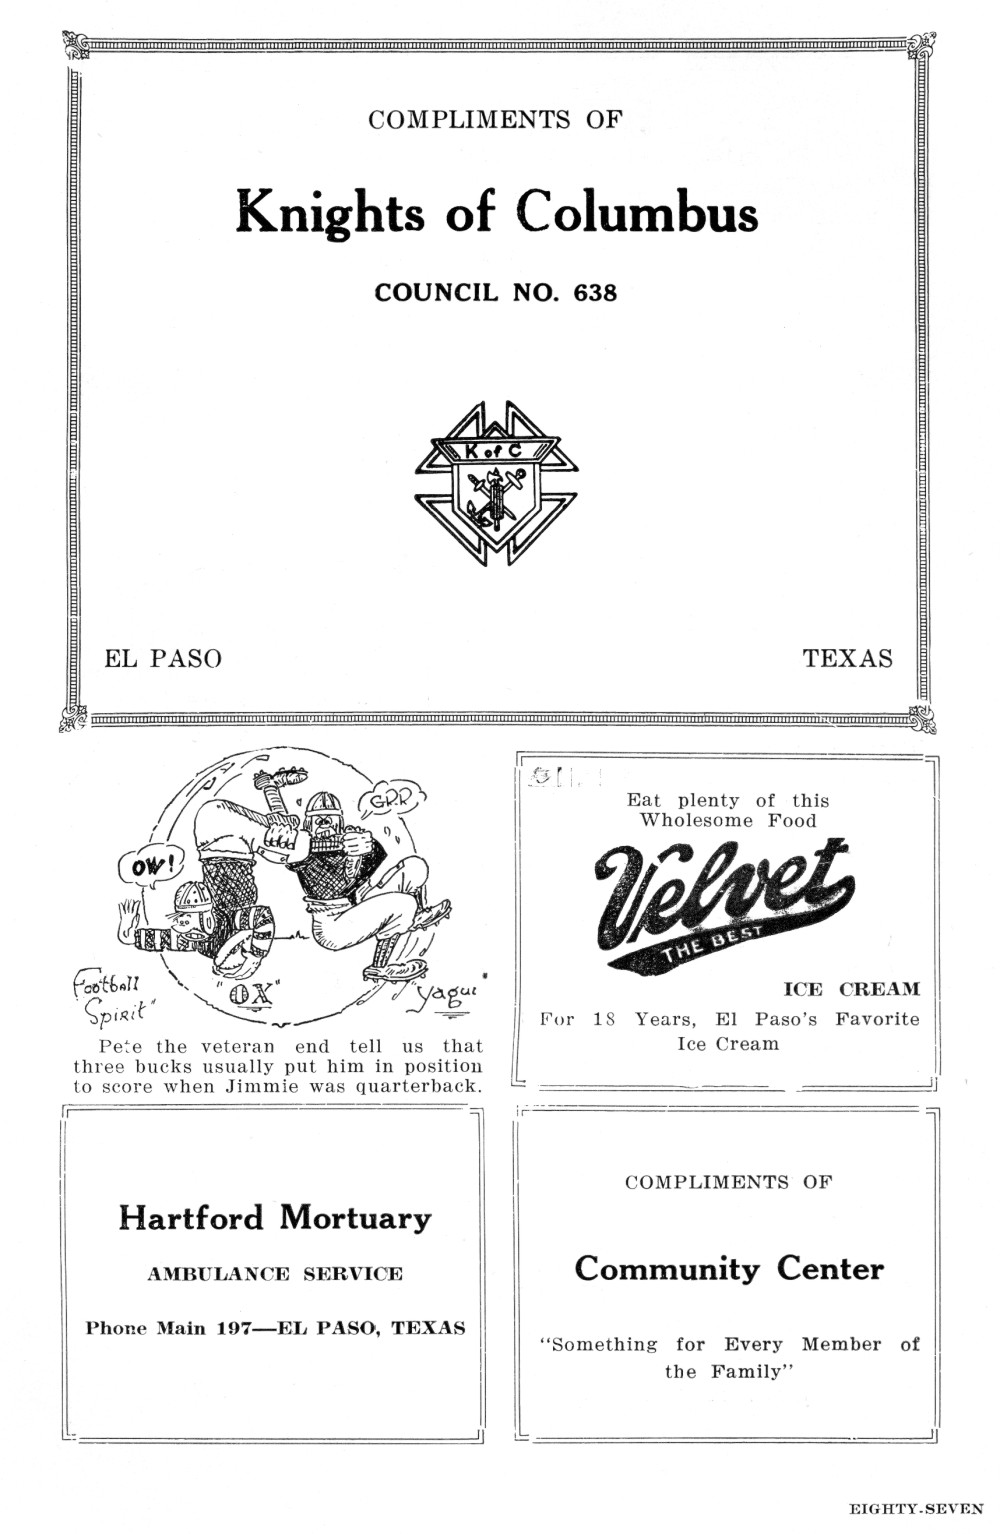 COMPLIMENTS OF
Knights of Columbus
COUNCIL NO. 638
K of C
EL PASO
TEXAS
GR.R
OW!
Football
"Spirit"
"OX"
"Yaqui"
Pete the veteran end tell us that
three bucks usually put him in position
to score when Jimmie was quarterback.
Eat plenty of this
Wholesome Food
Velvet
THE BEST
ICE CREAM
For 18 Years, El Paso's Favorite
Ice Cream
Hartford Mortuary
AMBULANCE SERVICE
Phone Main 197—EL PASO, TEXAS
COMPLIMENTS OF
Community Center
"Something for Every Member of
the Family"
EIGHTY-SEVEN